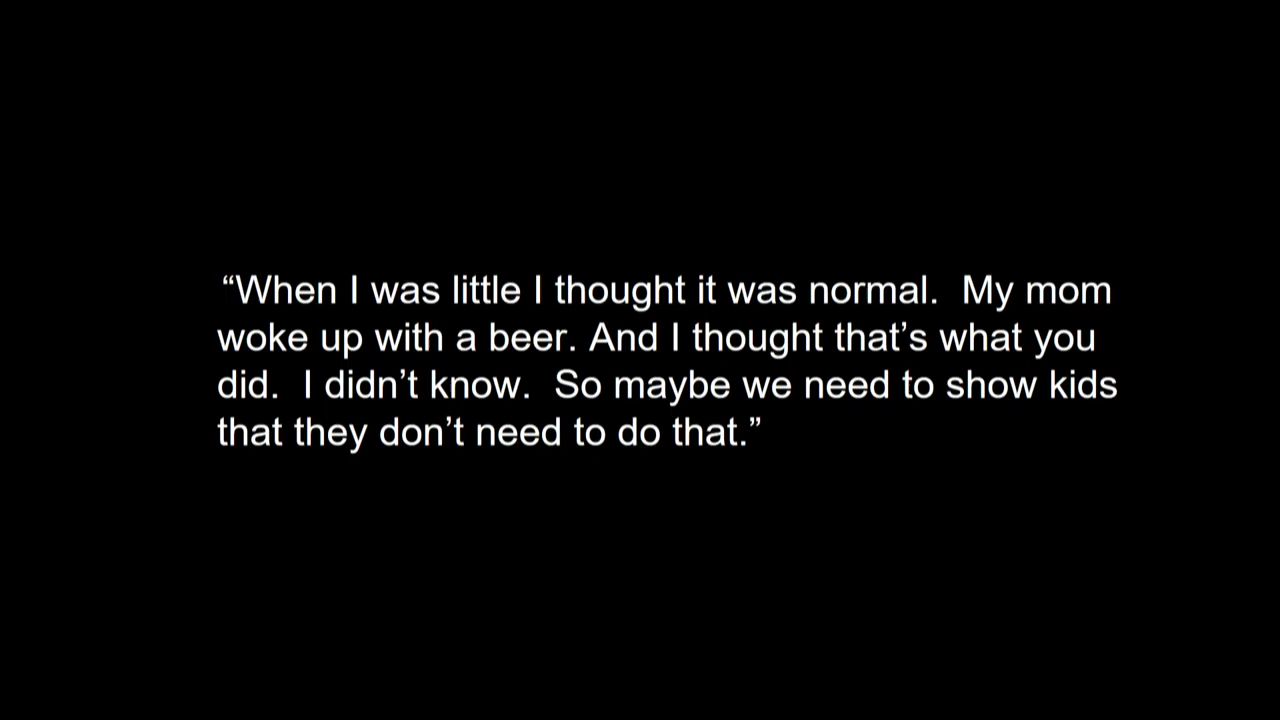 “When I was little I thought it was normal.  My mom
woke up with a beer. And I thought that’s what you
did.  I didn’t know.  So maybe we need to show kids
that they don’t need to do that.”